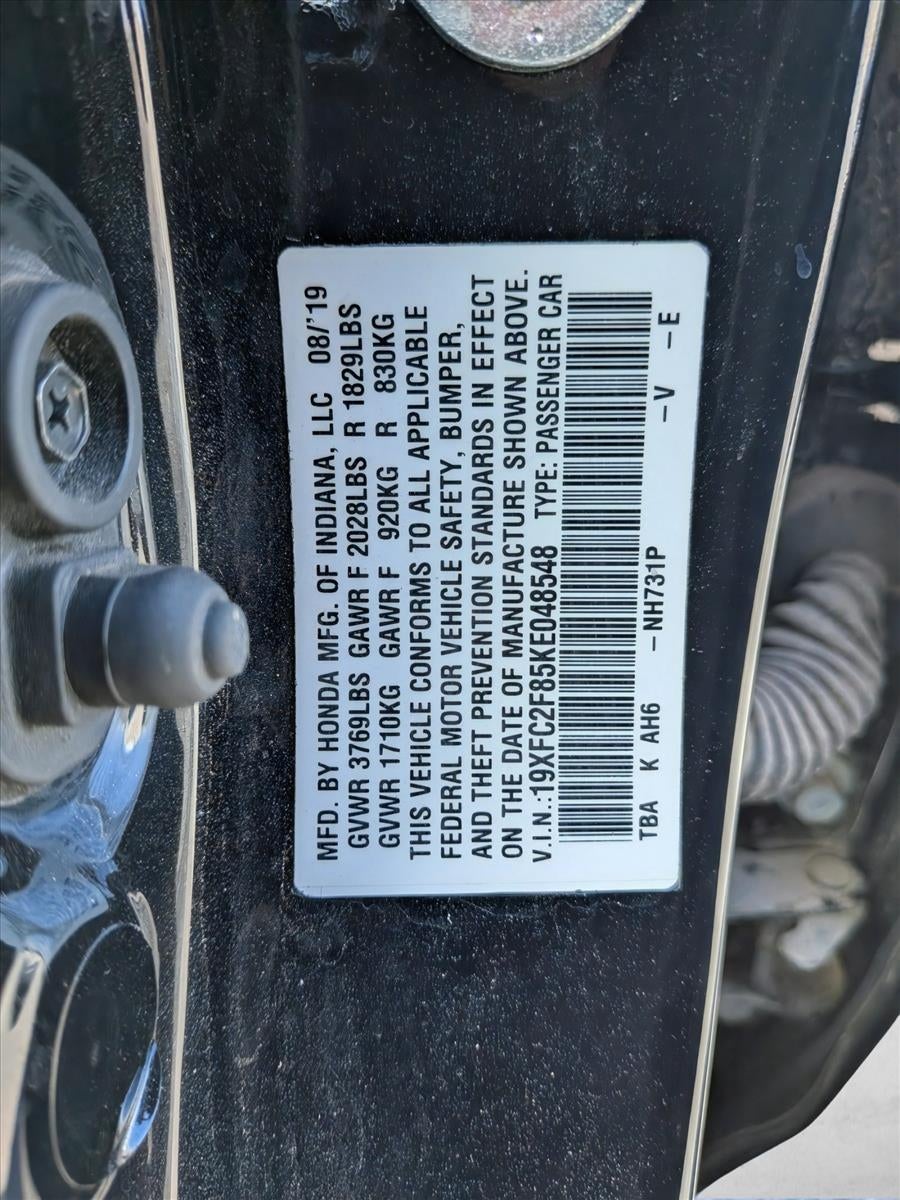 MFD. BY HONDA MFG. OF INDIANA, LLC 08/'19
GVWR 3769LBS GAWR F 2028LBS R 1829LBS
GVWR 1710KG GAWR F 920KG R 830KG
THIS VEHICLE CONFORMS TO ALL APPLICABLE
FEDERAL MOTOR VEHICLE SAFETY, BUMPER,
AND THEFT PREVENTION STANDARDS IN EFFECT
ON THE DATE OF MANUFACTURE SHOWN ABOVE.
V.I.N.:19XFC2F85KE048548 TYPE: PASSENGER CAR
TBA K AH6 –NH731P –V –E